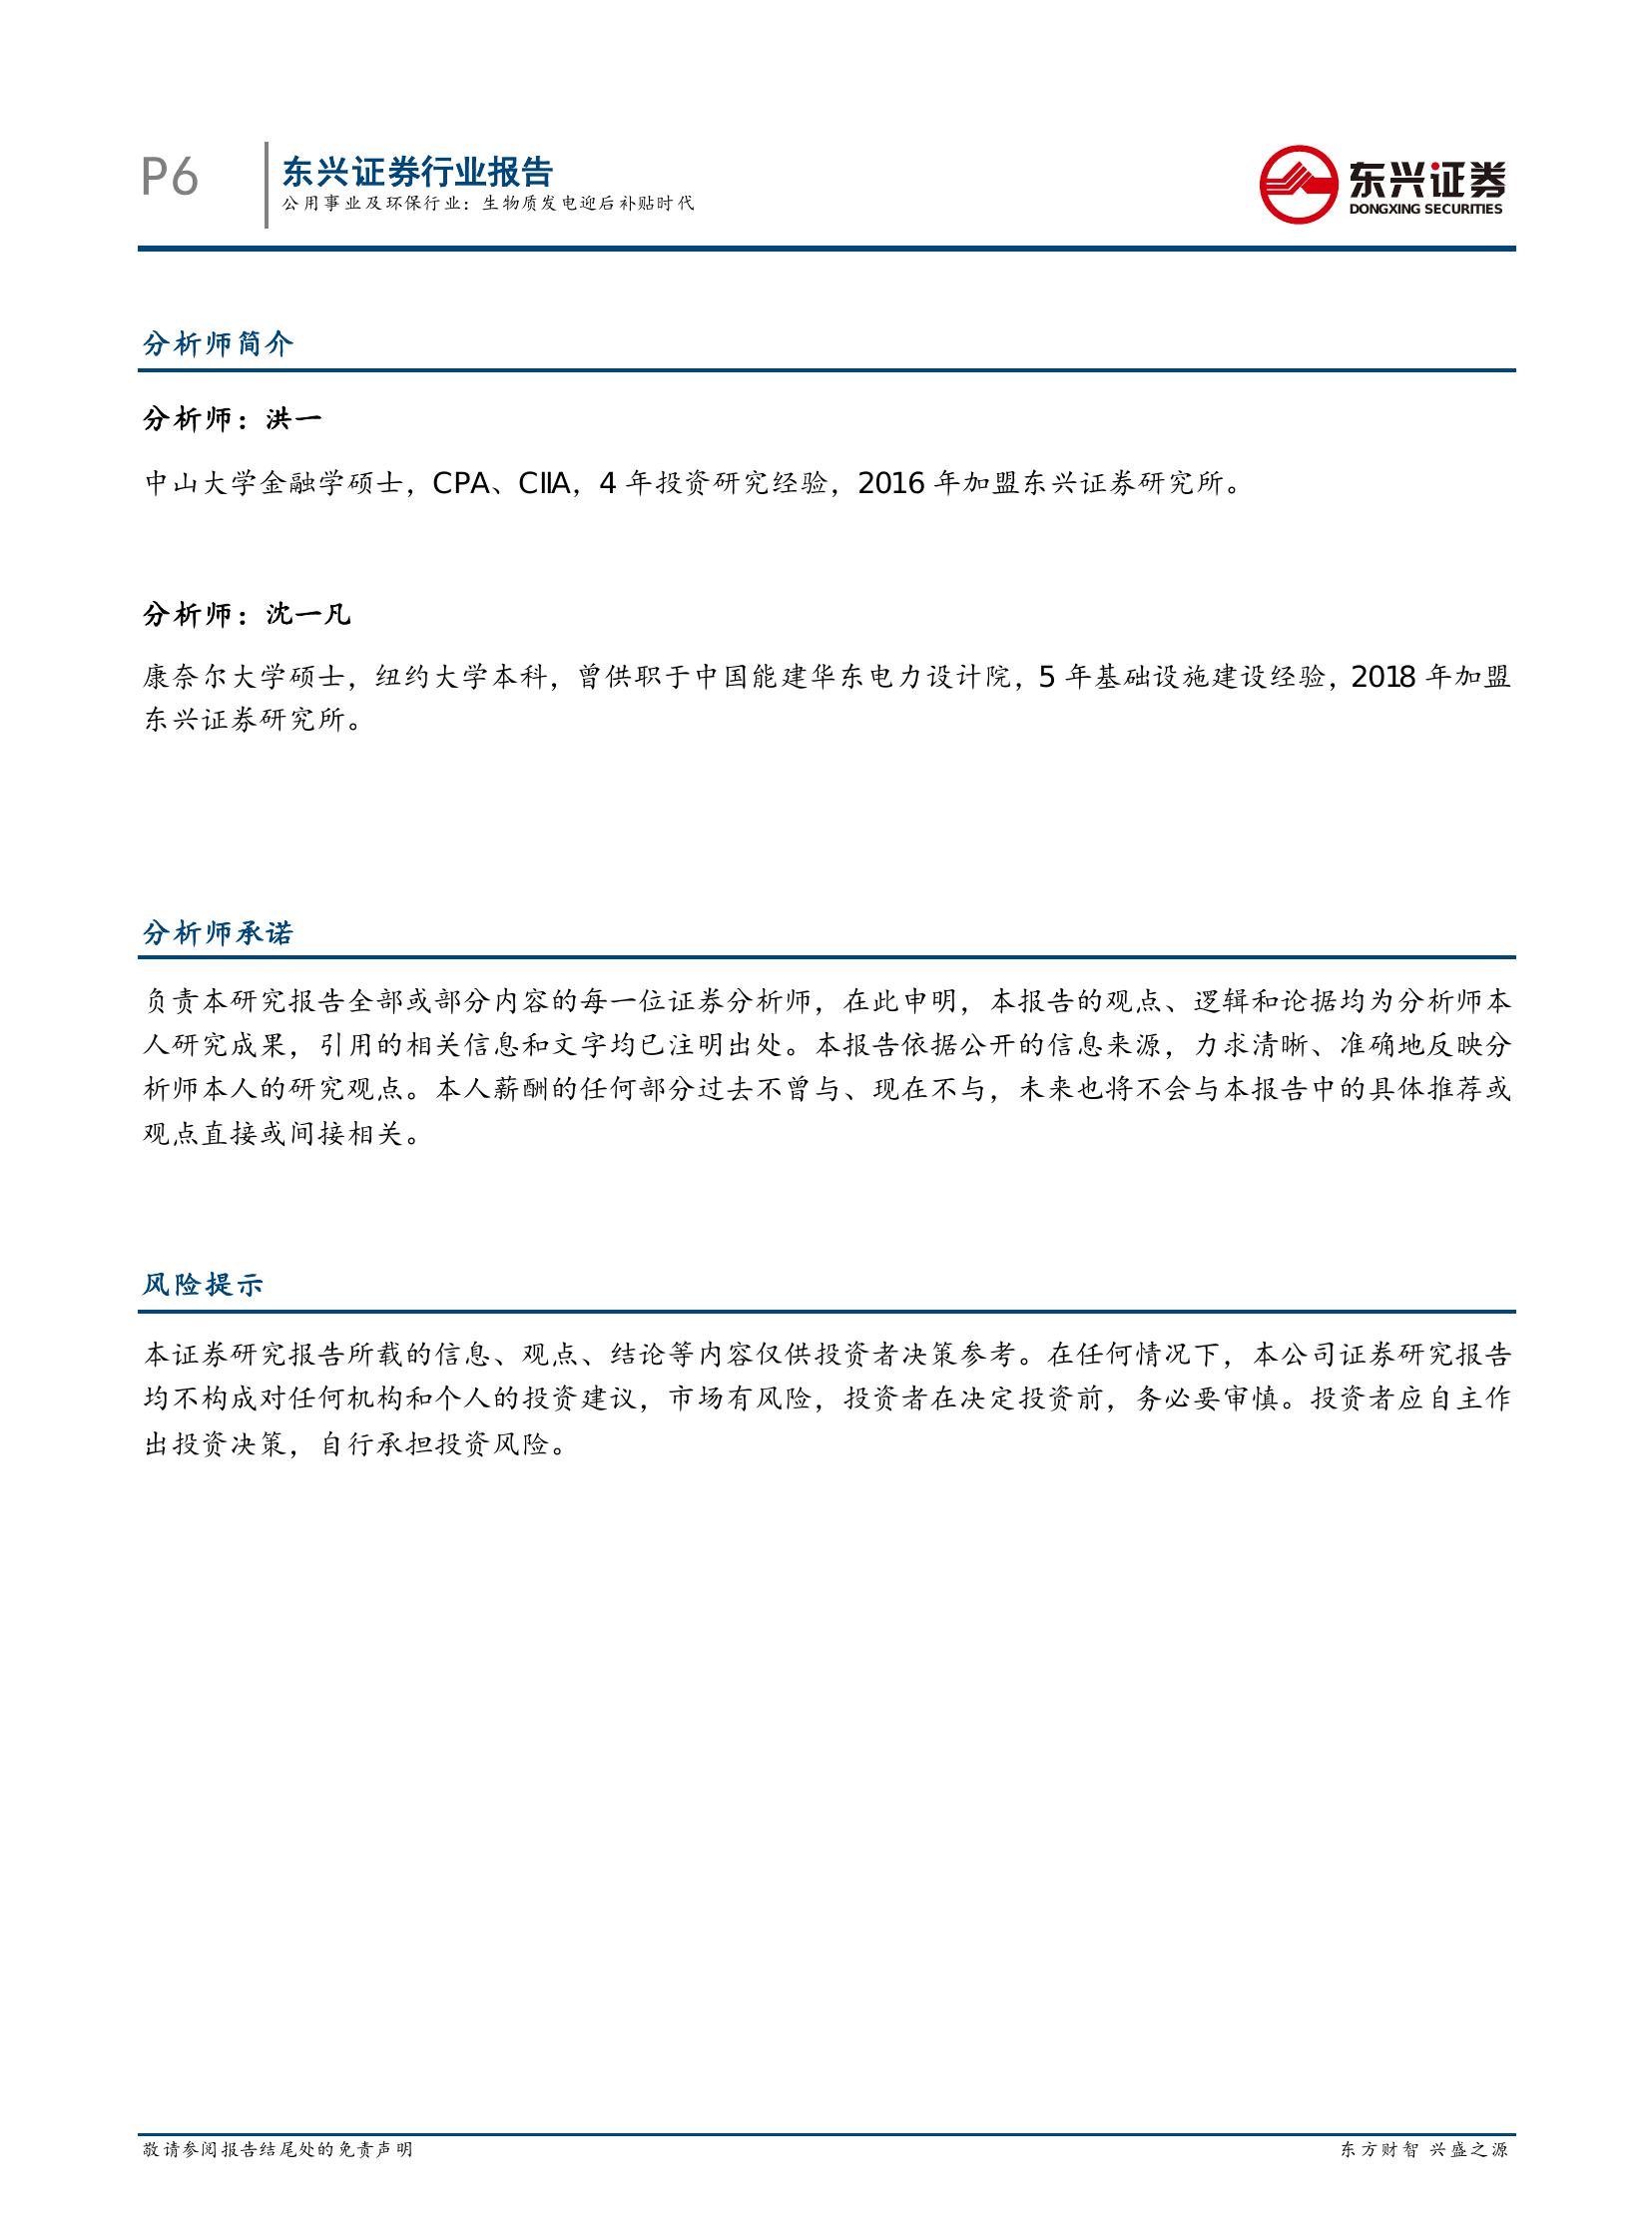 P6
东兴证券行业报告
公用事业及环保行业：生物质发电迎后补贴时代
东兴证券
DONGXING SECURITIES
分析师简介
分析师：洪一
中山大学金融学硕士，CPA、CIIA，4 年投资研究经验，2016 年加盟东兴证券研究所。
分析师：沈一凡
康奈尔大学硕士，纽约大学本科，曾供职于中国能建华东电力设计院，5 年基础设施建设经验，2018 年加盟
东兴证券研究所。
分析师承诺
负责本研究报告全部或部分内容的每一位证券分析师，在此申明，本报告的观点、逻辑和论据均为分析师本
人研究成果，引用的相关信息和文字均已注明出处。本报告依据公开的信息来源，力求清晰、准确地反映分
析师本人的研究观点。本人薪酬的任何部分过去不曾与、现在不与，未来也将不会与本报告中的具体推荐或
观点直接或间接相关。
风险提示
本证券研究报告所载的信息、观点、结论等内容仅供投资者决策参考。在任何情况下，本公司证券研究报告
均不构成对任何机构和个人的投资建议，市场有风险，投资者在决定投资前，务必要审慎。投资者应自主作
出投资决策，自行承担投资风险。
敬请参阅报告结尾处的免责声明
东方财智 兴盛之源